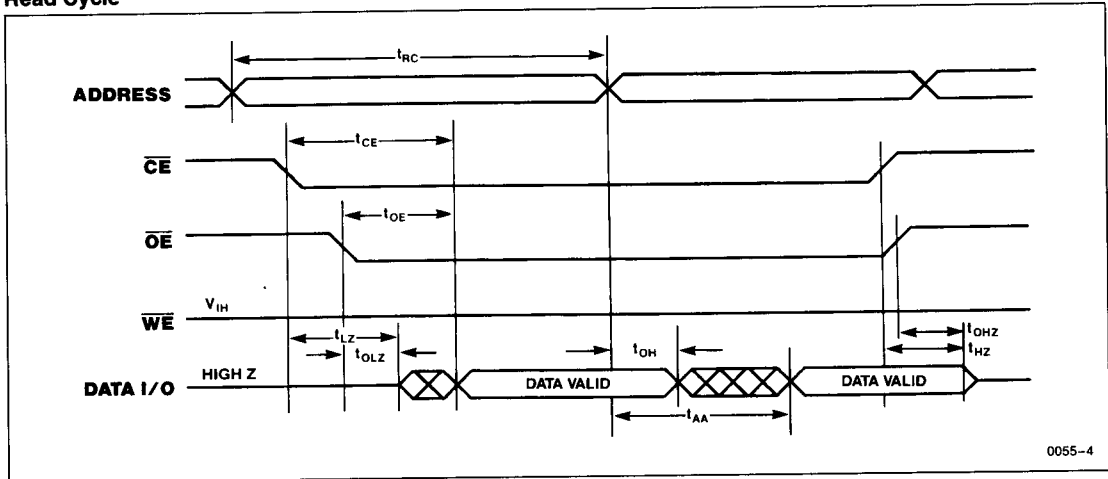 Read Cycle
tRC
ADDRESS
tCE
CE
tOE
OE
VIH
WE
tLZ
tOHZ
tOLZ
tOH
tHZ
DATA I/O
HIGH Z
DATA VALID
DATA VALID
tAA
0055-4